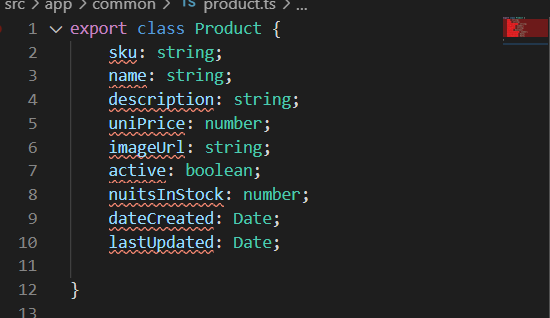 src > app > common > TS product.ts > ...
1 export class Product {
2 sku: string;
3 name: string;
4 description: string;
5 uniPrice: number;
6 imageUrl: string;
7 active: boolean;
8 nuitsInStock: number;
9 dateCreated: Date;
10 lastUpdated: Date;
11
12 }
13